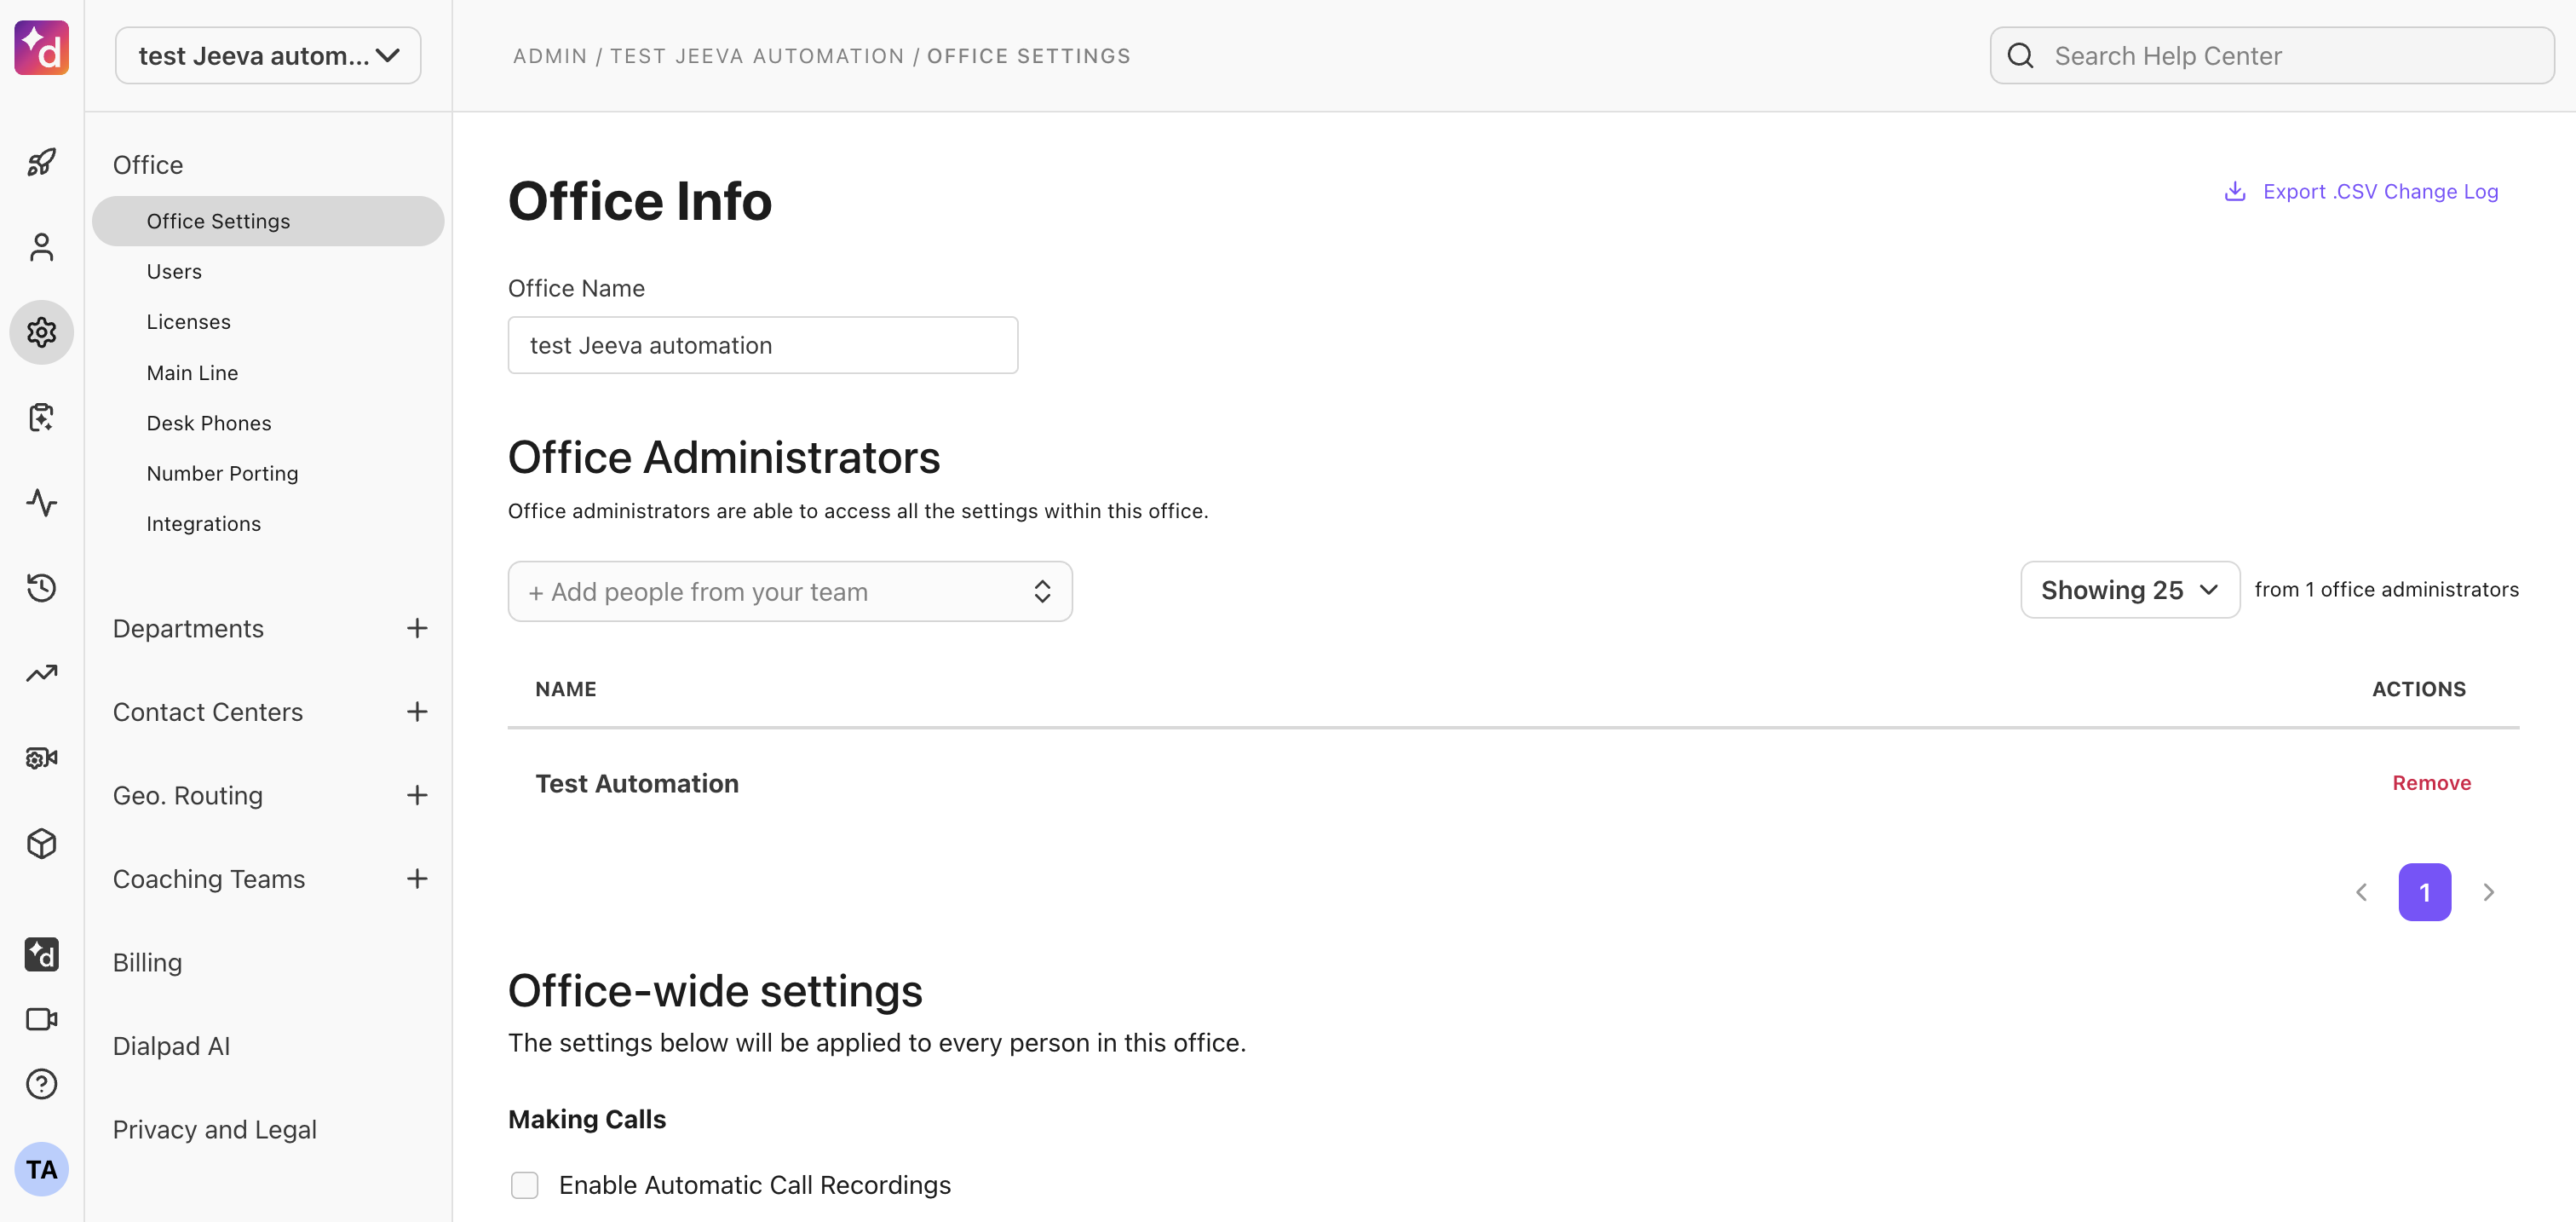 d
test Jeeva autom...
ADMIN / TEST JEEVA AUTOMATION / OFFICE SETTINGS
Search Help Center
Office
Office Settings
Users
Licenses
Main Line
Desk Phones
Number Porting
Integrations
Departments
Contact Centers
Geo. Routing
Coaching Teams
Billing
Dialpad AI
Privacy and Legal
d
TA
Office Info
Export .CSV Change Log
Office Name
test Jeeva automation
Office Administrators
Office administrators are able to access all the settings within this office.
+ Add people from your team
Showing 25
from 1 office administrators
NAME
ACTIONS
Test Automation
Remove
1
Office-wide settings
The settings below will be applied to every person in this office.
Making Calls
Enable Automatic Call Recordings